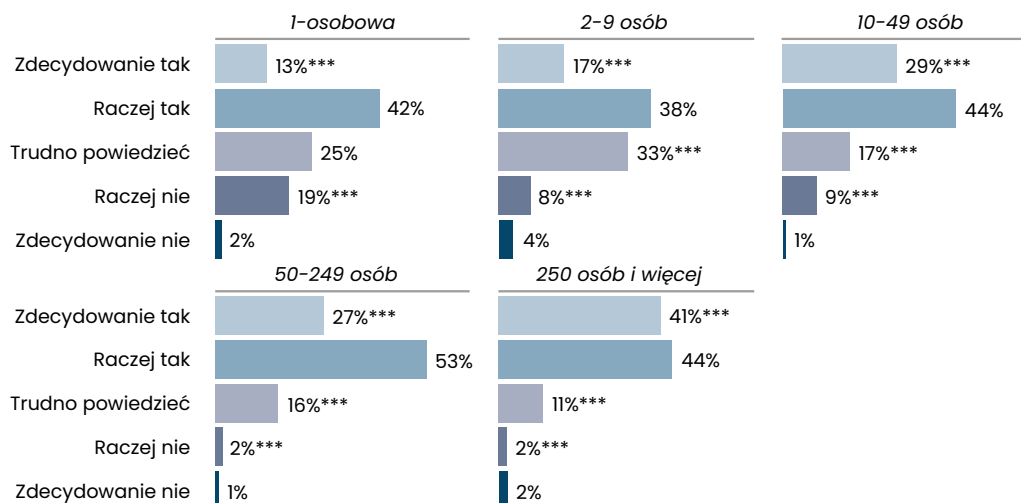 1-osobowa 2-9 osób 10-49 osób
Zdecydowanie tak 13%*** 17%*** 29%***
Raczej tak 42% 38% 44%
Trudno powiedzieć 25% 33%*** 17%***
Raczej nie 19%*** 8%*** 9%***
Zdecydowanie nie 2% 4% 1%
50-249 osób 250 osób i więcej
Zdecydowanie tak 27%*** 41%***
Raczej tak 53% 44%
Trudno powiedzieć 16%*** 11%***
Raczej nie 2%*** 2%***
Zdecydowanie nie 1% 2%